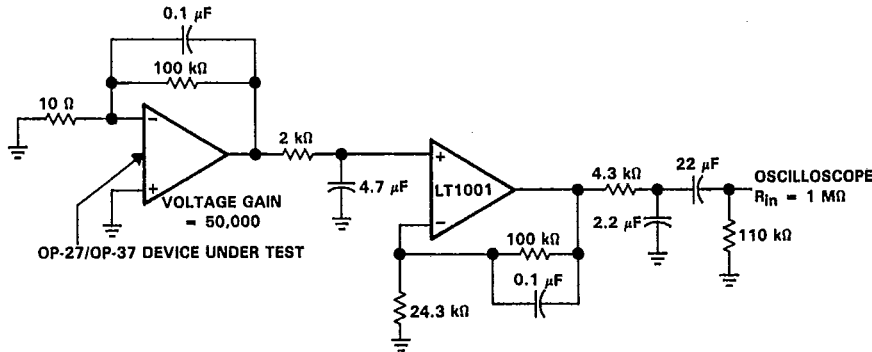 0.1 µF
100 kΩ
10 Ω
−
+
VOLTAGE GAIN
= 50,000
OP-27/OP-37 DEVICE UNDER TEST
2 kΩ
4.7 µF
+
LT1001
−
100 kΩ
0.1 µF
24.3 kΩ
4.3 kΩ
2.2 µF
22 µF
110 kΩ
OSCILLOSCOPE
Rin = 1 MΩ